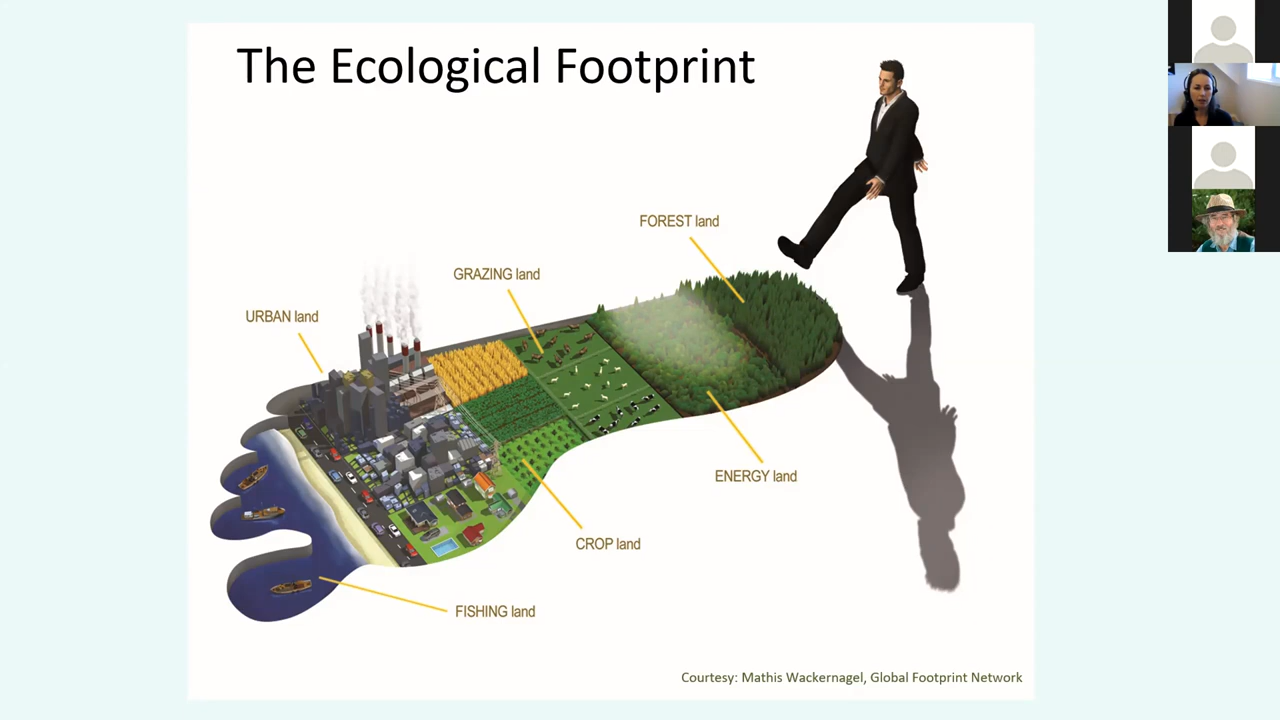 The Ecological Footprint
FOREST land
GRAZING land
URBAN land
ENERGY land
CROP land
FISHING land
Courtesy: Mathis Wackernagel, Global Footprint Network